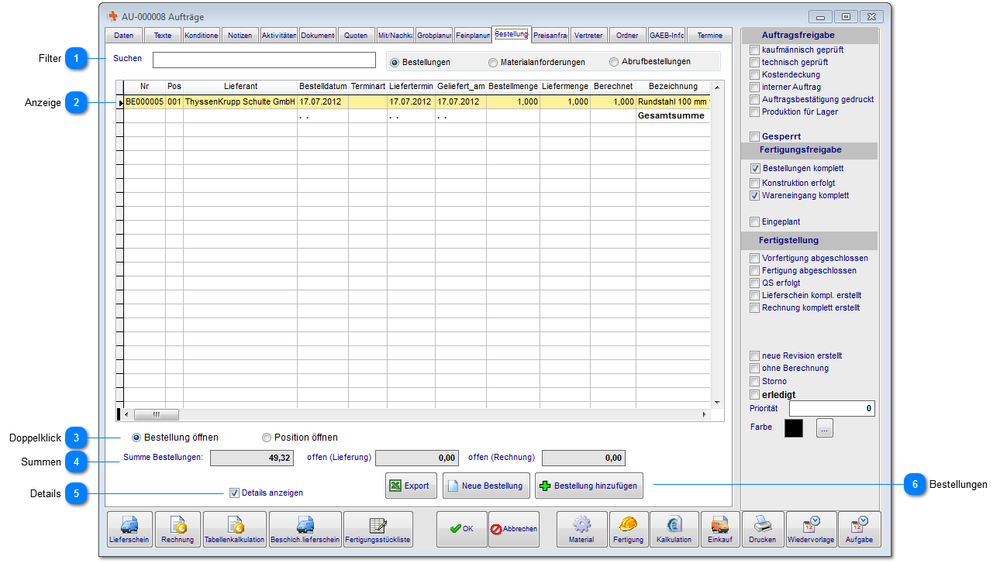 AU-000008 Aufträge
Daten Texte Konditione Notizen Aktivitäten Dokument Quoten Mit/Nachka Grobplanun Feinplanun Bestellung Preisanfra Vertreter Ordner GAEB-Info Termine
Filter 1 Suchen Bestellungen Materialanforderungen Abrufbestellungen
Nr Pos Lieferant Bestelldatum Terminart Liefertermin Geliefert_am Bestellmenge Liefermenge Berechnet Bezeichnung
Anzeige 2 BE000005 001 ThyssenKrupp Schulte GmbH 17.07.2012 17.07.2012 17.07.2012 1,000 1,000 1,000 Rundstahl 100 mm
. . . . . . Gesamtsumme
Doppelklick 3 Bestellung öffnen Position öffnen
Summen 4 Summe Bestellungen: 49,32 offen (Lieferung) 0,00 offen (Rechnung) 0,00
Details 5 Details anzeigen
Export Neue Bestellung Bestellung hinzufügen
6 Bestellungen
Auftragsfreigabe
kaufmännisch geprüft
technisch geprüft
Kostendeckung
interner Auftrag
Auftragsbestätigung gedruckt
Produktion für Lager
Gesperrt
Fertigungsfreigabe
Bestellungen komplett
Konstruktion erfolgt
Wareneingang komplett
Eingeplant
Fertigstellung
Vorfertigung abgeschlossen
Fertigung abgeschlossen
QS erfolgt
Lieferschein kompl. erstellt
Rechnung komplett erstellt
neue Revision erstellt
ohne Berechnung
Storno
erledigt
Priorität 0
Farbe ...
Lieferschein Rechnung Tabellenkalkulation Beschich.lieferschein Fertigungsstückliste OK Abbrechen Material Fertigung Kalkulation Einkauf Drucken Wiedervorlage Aufgabe